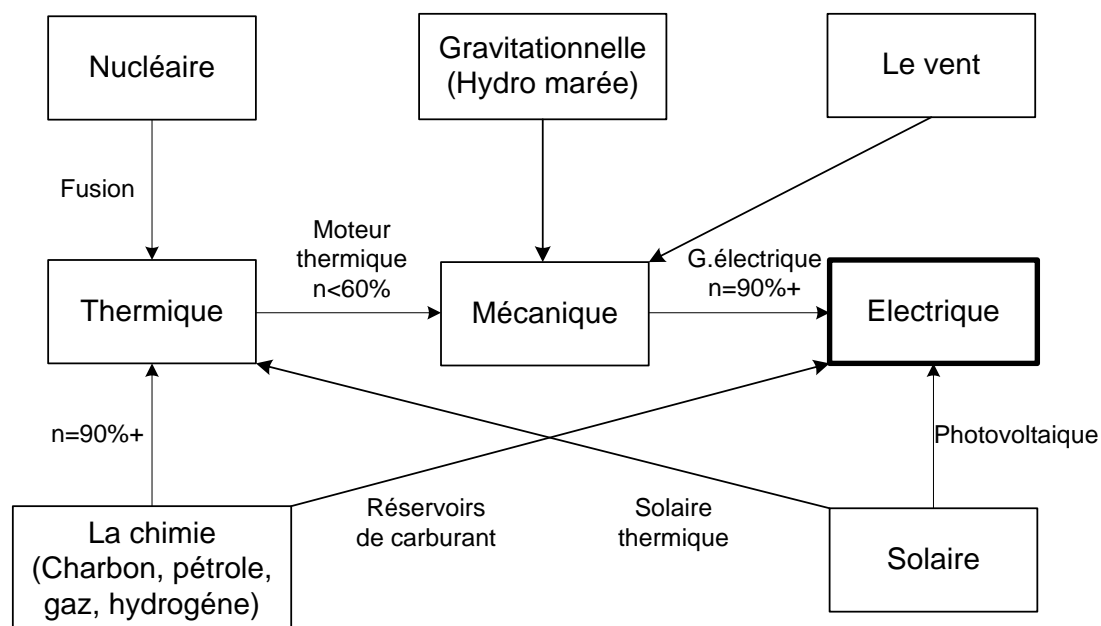 Nucléaire
Gravitationnelle
(Hydro marée)
Le vent
Fusion
Moteur
thermique
n<60%
G.électrique
n=90%+
Thermique
Mécanique
Electrique
n=90%+
Photovoltaique
Réservoirs
de carburant
Solaire
thermique
La chimie
(Charbon, pétrole,
gaz, hydrogéne)
Solaire